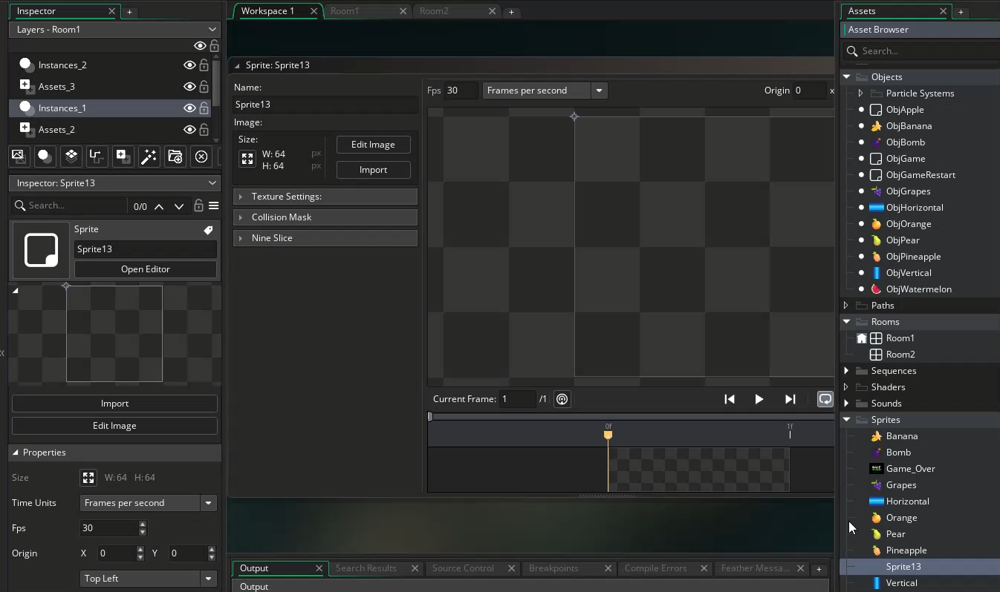 Inspector
Layers - Room1
Instances_2
Assets_3
Instances_1
Assets_2
Inspector: Sprite13
Search...
0/0
Sprite
Sprite13
Open Editor
Import
Edit Image
Properties
Size W: 64 H: 64
Time Units Frames per second
Fps 30
Origin X 0 Y 0
Top Left
Workspace 1 Room1 Room2
Sprite: Sprite13
Name:
Sprite13
Image:
Size:
W: 64 px
H: 64 px
Edit Image
Import
Texture Settings:
Collision Mask
Nine Slice
Fps 30 Frames per second Origin 0 x
Current Frame: 1 /1
0f 1f
Output Search Results Source Control Breakpoints Compile Errors Feather Messa...
Output
Assets
Asset Browser
Search...
Objects
Particle Systems
ObjApple
ObjBanana
ObjBomb
ObjGame
ObjGameRestart
ObjGrapes
ObjHorizontal
ObjOrange
ObjPear
ObjPineapple
ObjVertical
ObjWatermelon
Paths
Rooms
Room1
Room2
Sequences
Shaders
Sounds
Sprites
Banana
Bomb
Game_Over
Grapes
Horizontal
Orange
Pear
Pineapple
Sprite13
Vertical